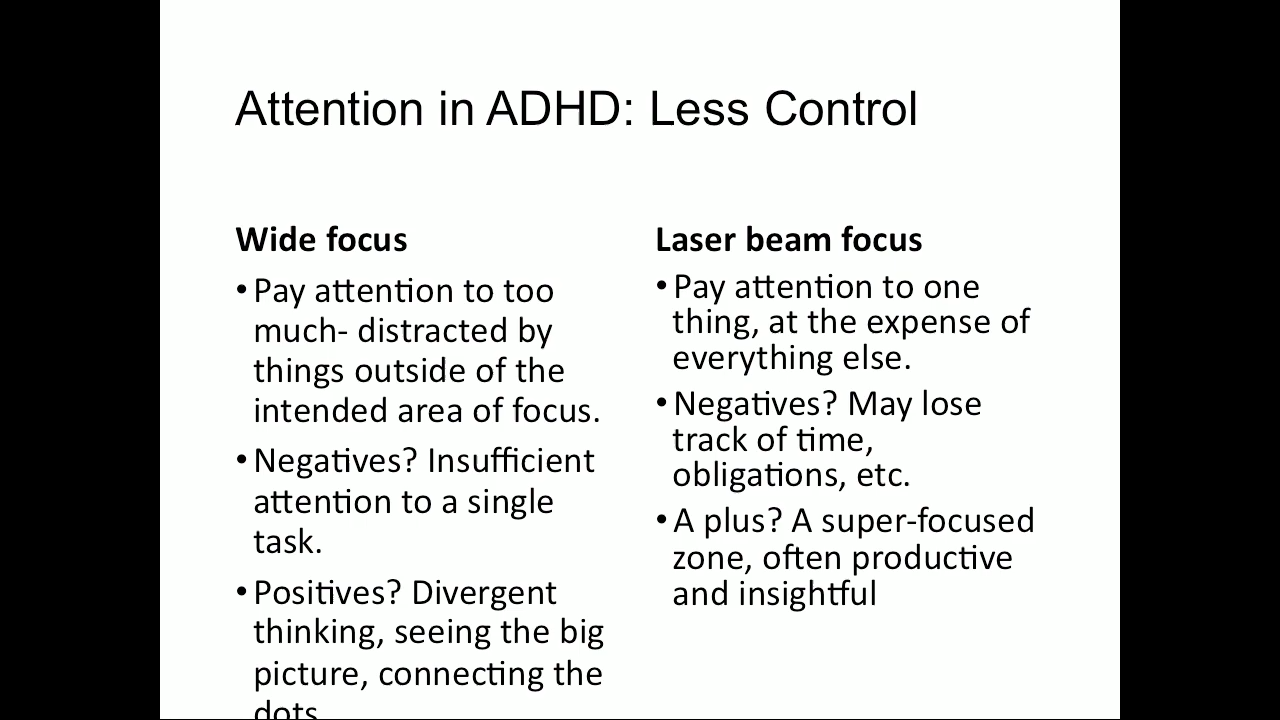 Attention in ADHD: Less Control
Wide focus
•Pay attention to too
much- distracted by
things outside of the
intended area of focus.
•Negatives? Insufficient
attention to a single
task.
•Positives? Divergent
thinking, seeing the big
picture, connecting the
dots
Laser beam focus
•Pay attention to one
thing, at the expense of
everything else.
•Negatives? May lose
track of time,
obligations, etc.
•A plus? A super-focused
zone, often productive
and insightful